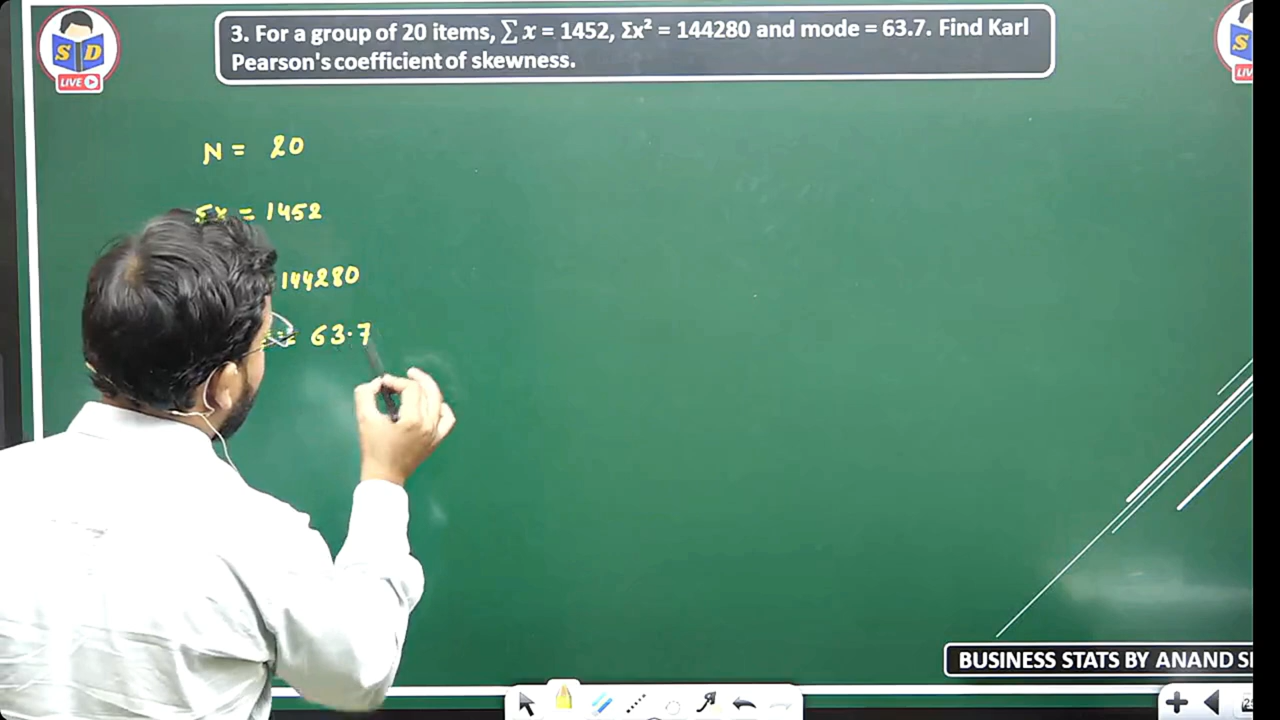 3. For a group of 20 items, ∑ x = 1452, Σx² = 144280 and mode = 63.7. Find Karl
Pearson's coefficient of skewness.
S D
LIVE
N = 20
Σx = 1452
144280
= 63.7
BUSINESS STATS BY ANAND